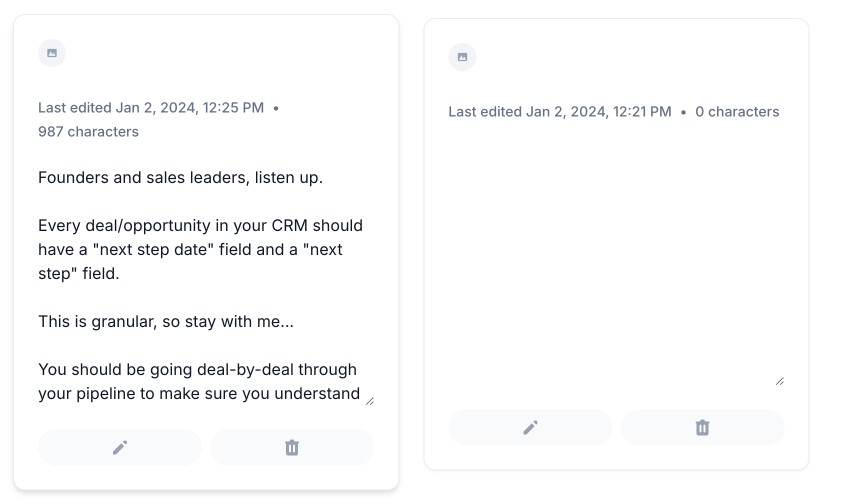 Last edited Jan 2, 2024, 12:25 PM •
987 characters
Founders and sales leaders, listen up.
Every deal/opportunity in your CRM should
have a "next step date" field and a "next
step" field.
This is granular, so stay with me...
You should be going deal-by-deal through
your pipeline to make sure you understand
Last edited Jan 2, 2024, 12:21 PM • 0 characters